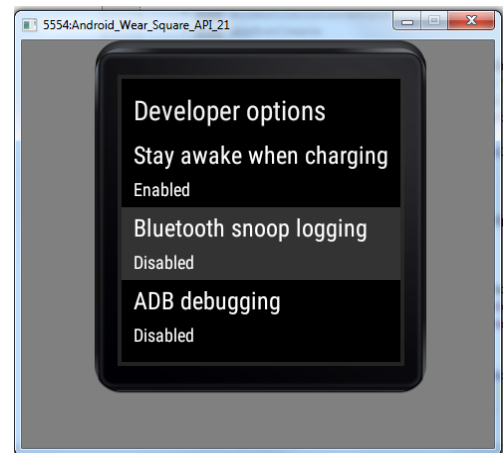 5554:Android_Wear_Square_API_21
Developer options
Stay awake when charging
Enabled
Bluetooth snoop logging
Disabled
ADB debugging
Disabled